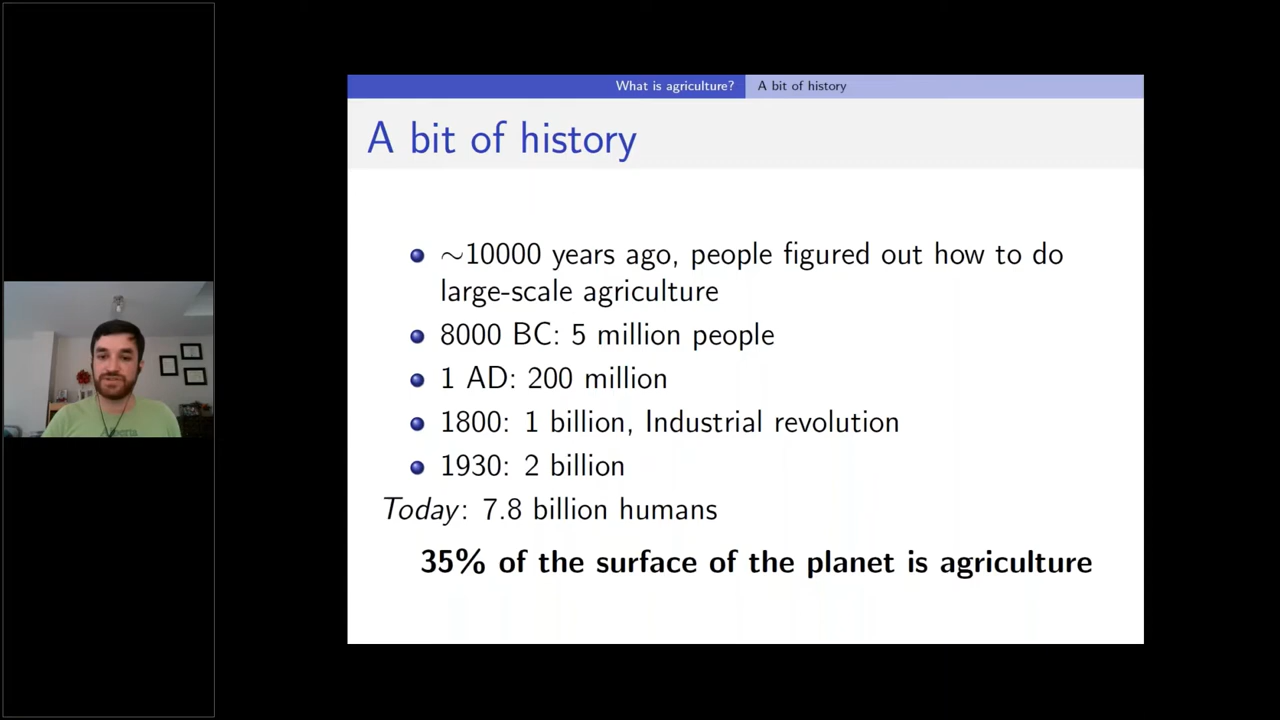 What is agriculture?
A bit of history
A bit of history
~10000 years ago, people figured out how to do
large-scale agriculture
8000 BC: 5 million people
1 AD: 200 million
1800: 1 billion, Industrial revolution
1930: 2 billion
Today: 7.8 billion humans
35% of the surface of the planet is agriculture